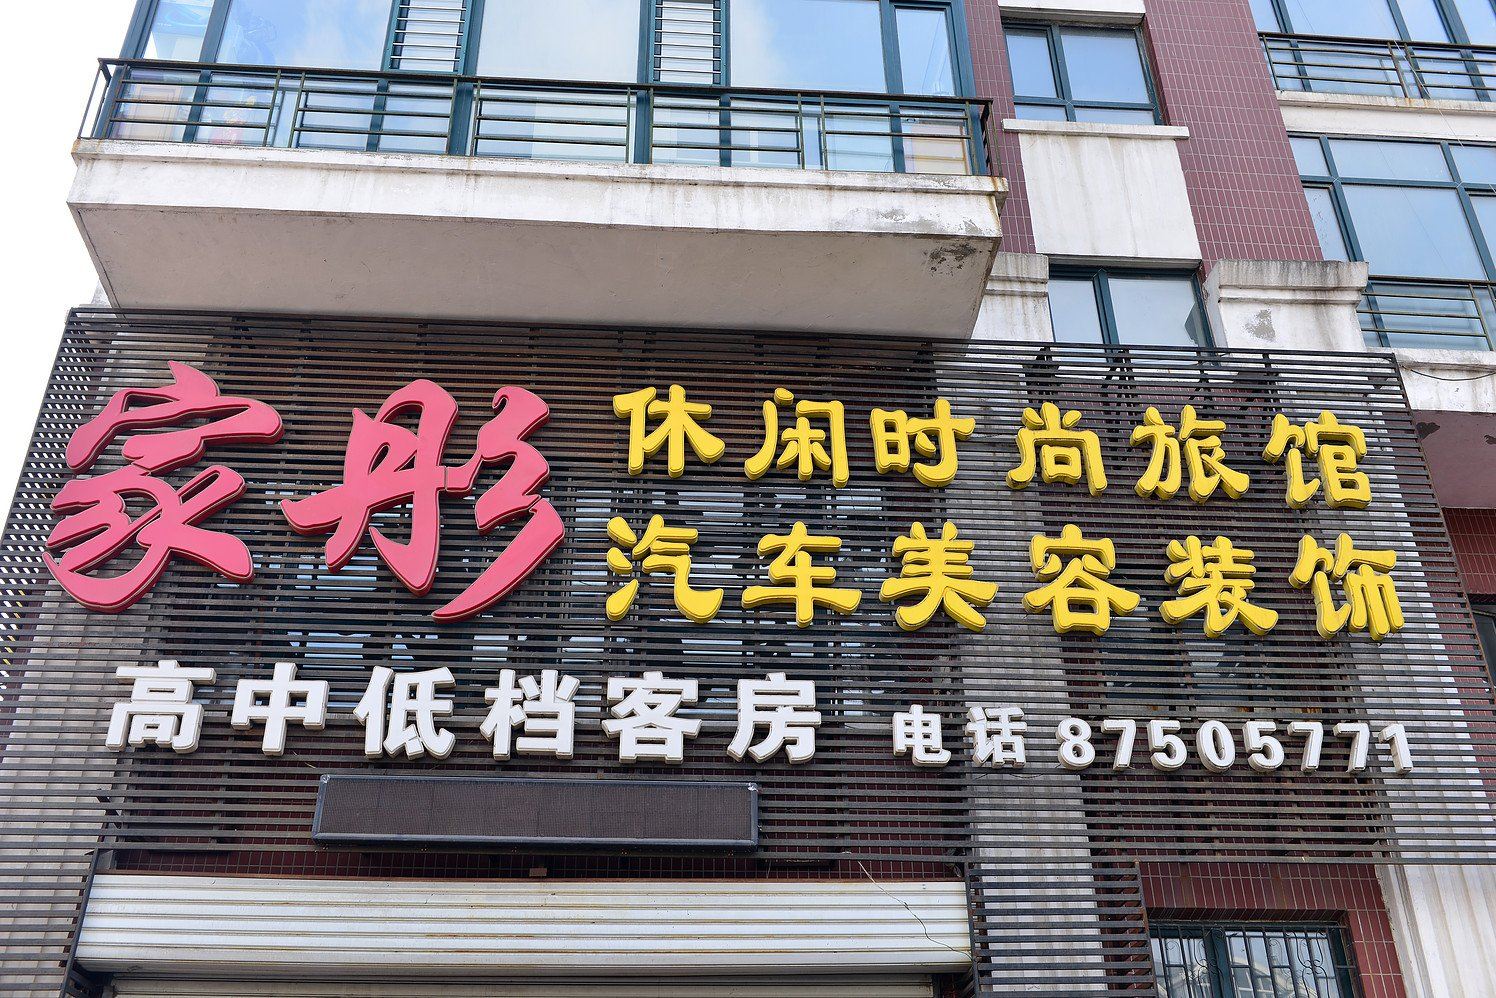 家彤
休闲时尚旅馆
汽车美容装饰
高中低档客房 电话 87505771